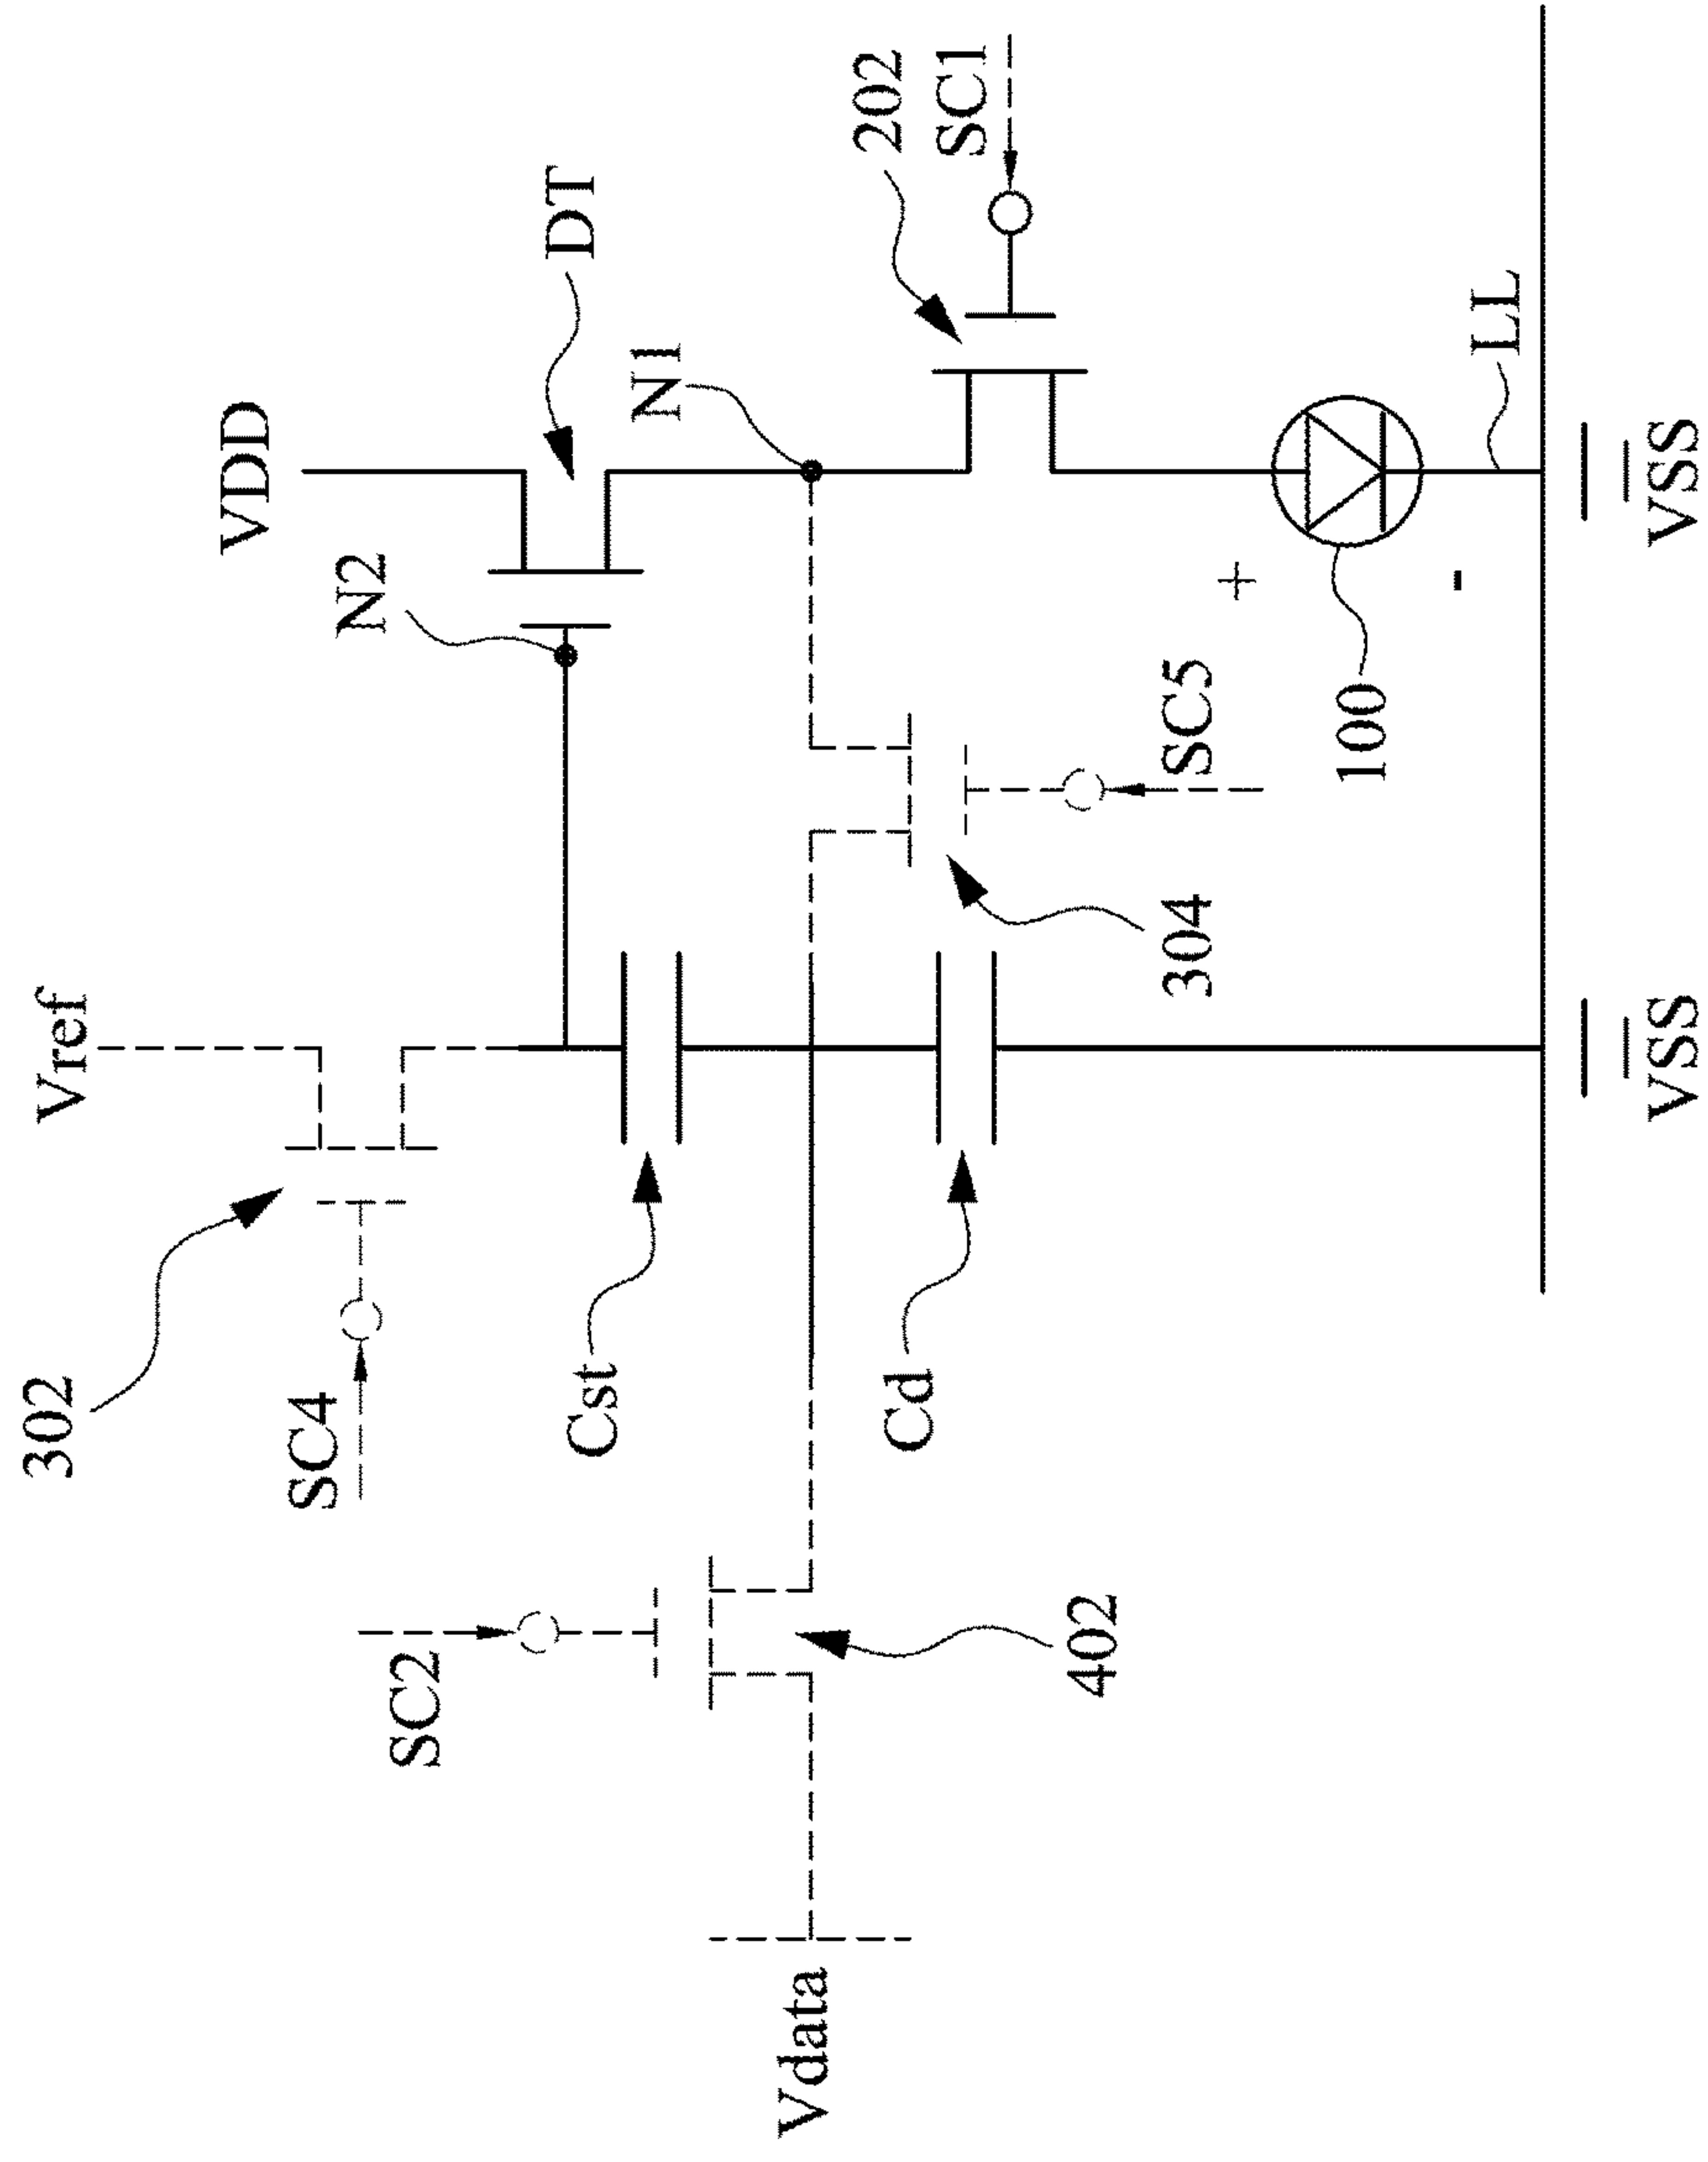 VDD
DT
N1
202
SC1
N2
Vref
302
SC4
Cst
SC2
Vdata
402
Cd
304
SC5
100
+
-
LL
VSS
VSS